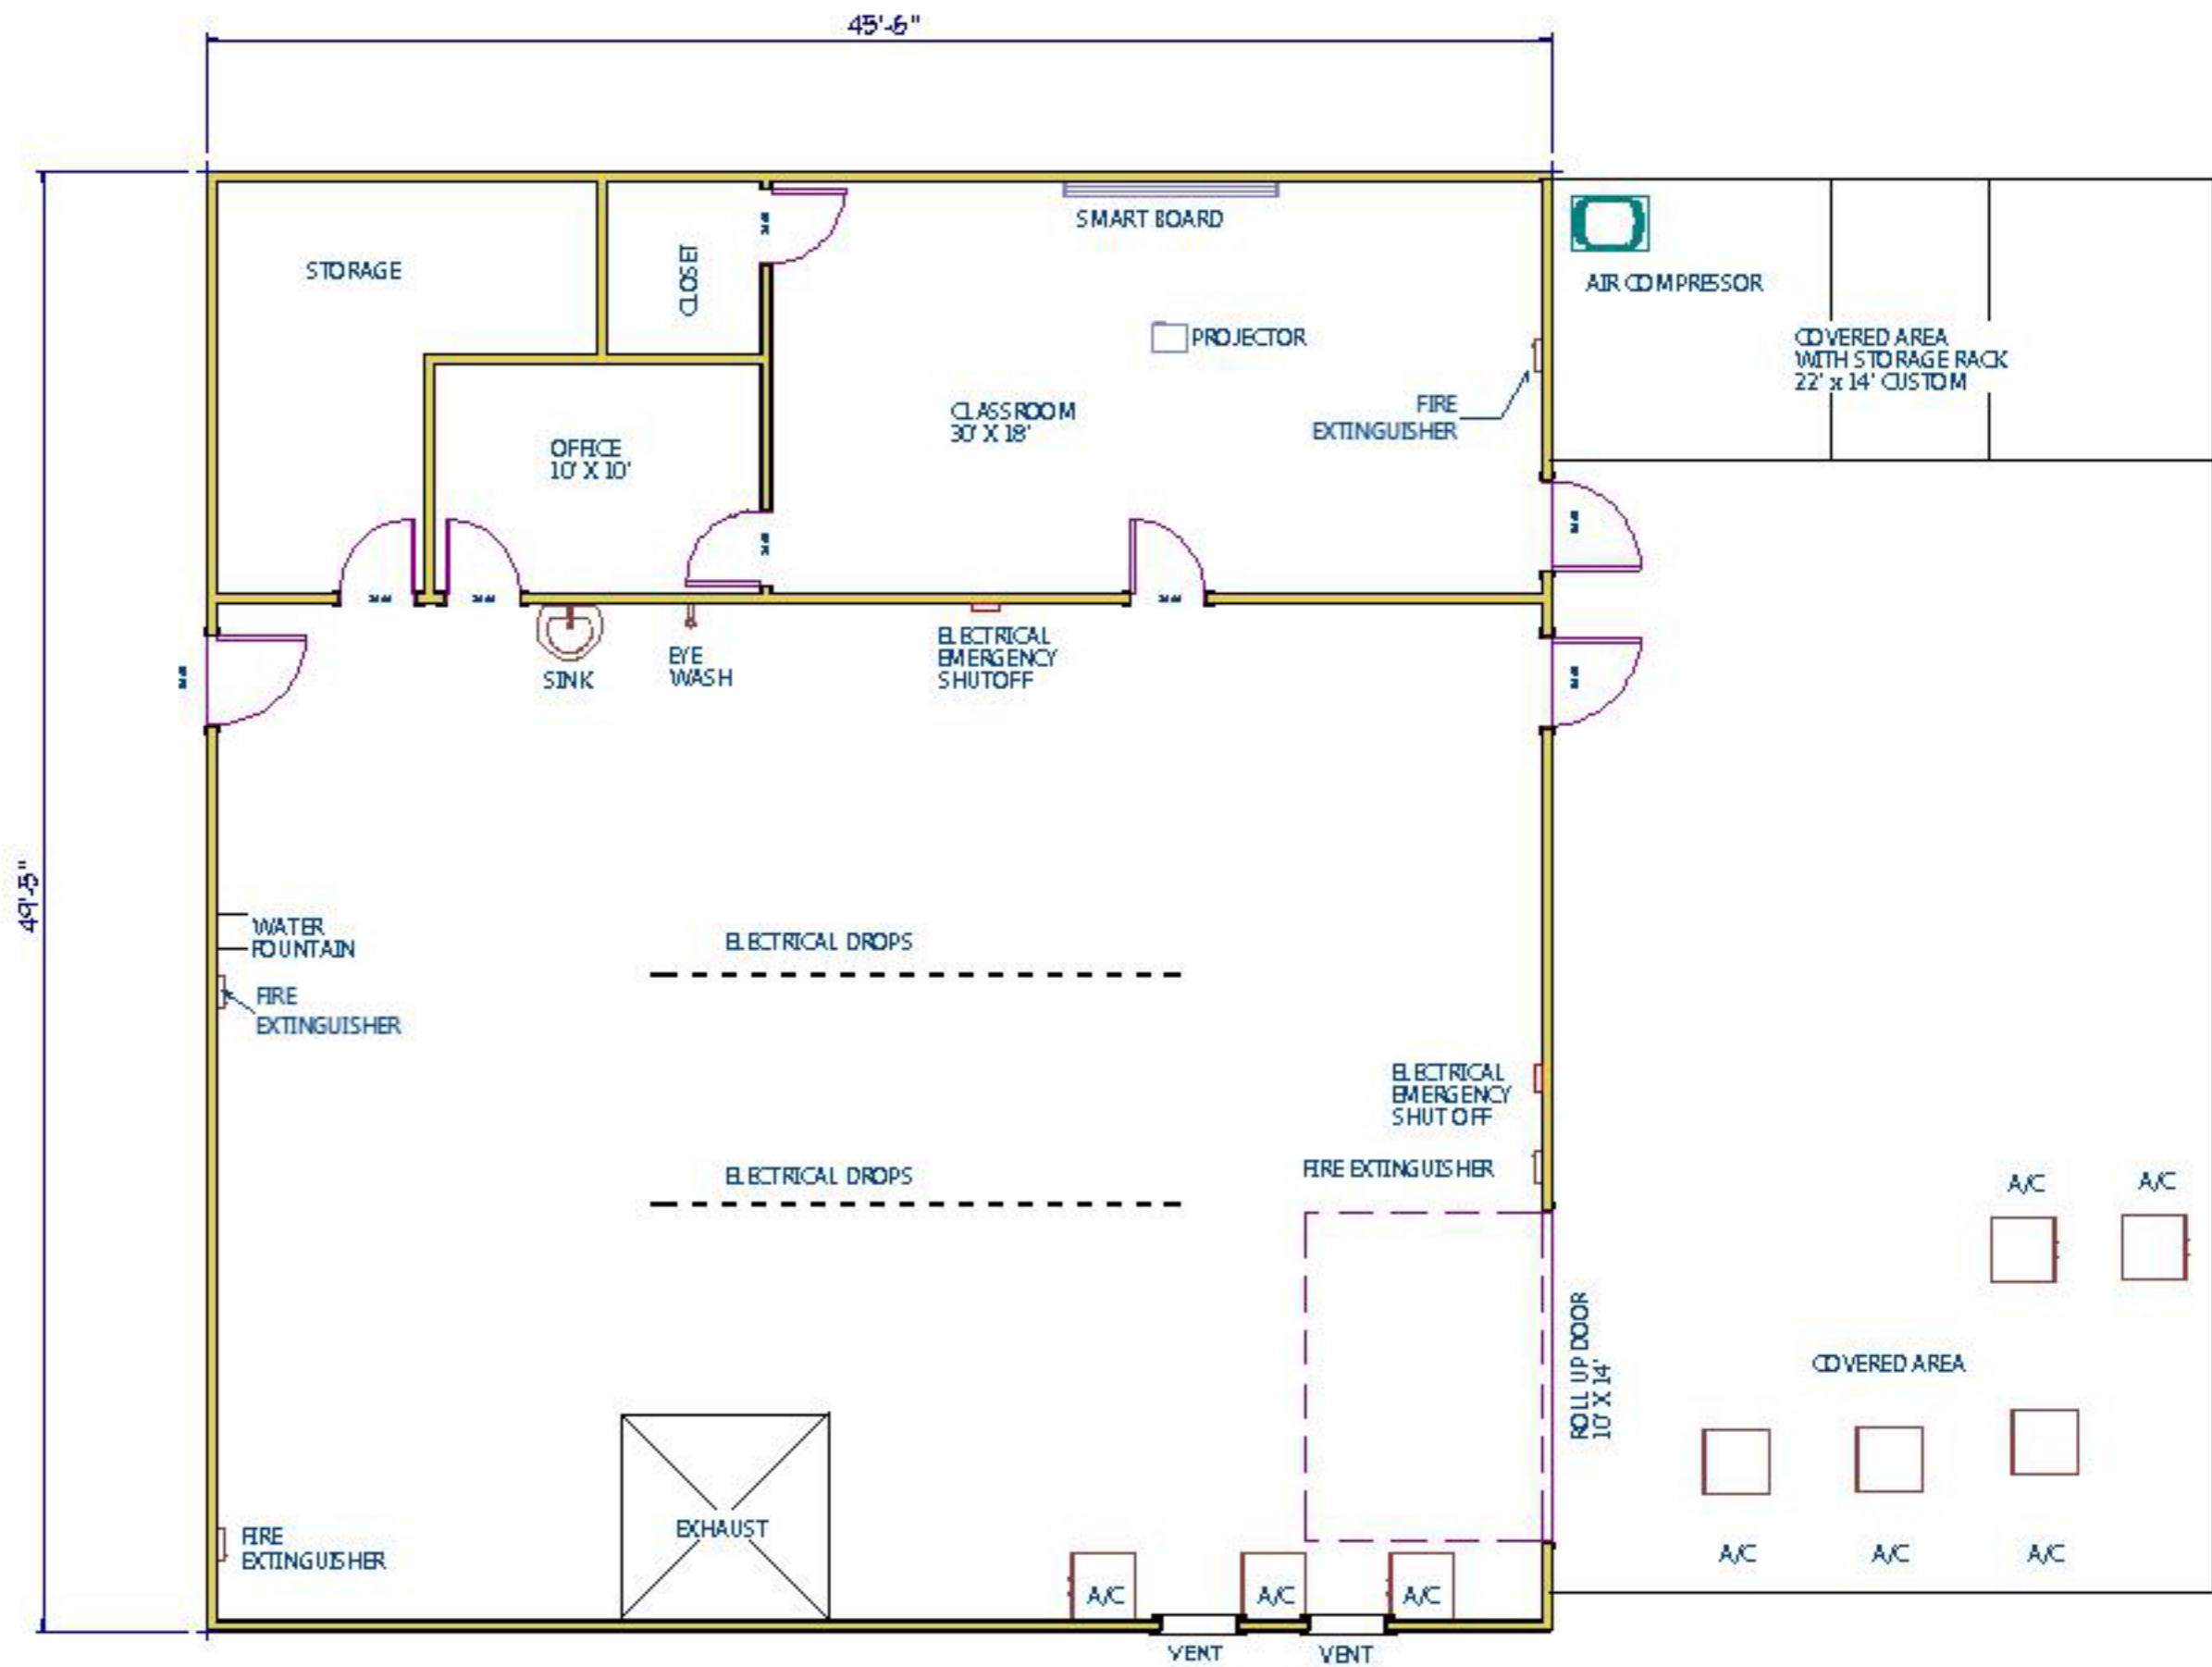 45'-6"
SMART BOARD
STORAGE
CLOSET
AIR COMPRESSOR
PROJECTOR
COVERED AREA
WITH STORAGE RACK
22' x 14' CUSTOM
CLASSROOM
30' X 18'
FIRE
EXTINGUISHER
OFFICE
10' X 10'
ELECTRICAL
EMERGENCY
SHUTOFF
EYE
WASH
SINK
49'-5"
WATER
FOUNTAIN
ELECTRICAL DROPS
FIRE
EXTINGUISHER
ELECTRICAL
EMERGENCY
SHUT OFF
FIRE EXTINGUISHER
ELECTRICAL DROPS
A/C
A/C
ROLL UP DOOR
10' X 14'
COVERED AREA
EXHAUST
FIRE
EXTINGUISHER
A/C
A/C
A/C
A/C
A/C
A/C
VENT
VENT